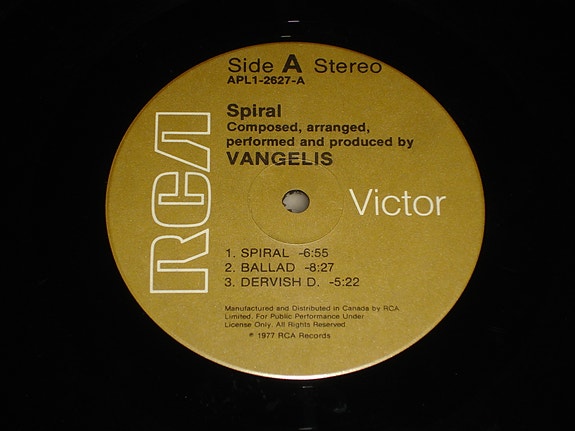 Side A Stereo
APL1-2627-A
Spiral
Composed, arranged,
performed and produced by
VANGELIS
RCA
Victor
1. SPIRAL -6:55
2. BALLAD -8:27
3. DERVISH D. -5:22
Manufactured and Distributed in Canada by RCA
Limited. For Public Performance Under
License Only. All Rights Reserved
℗ 1977 RCA Records